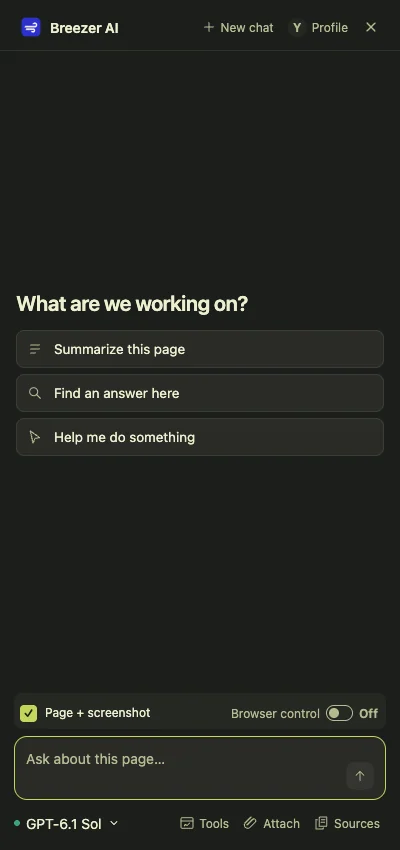 Breezer AI
New chat
Y Profile
What are we working on?
Summarize this page
Find an answer here
Help me do something
Page + screenshot
Browser control Off
Ask about this page...
GPT-6.1 Sol
Tools
Attach
Sources